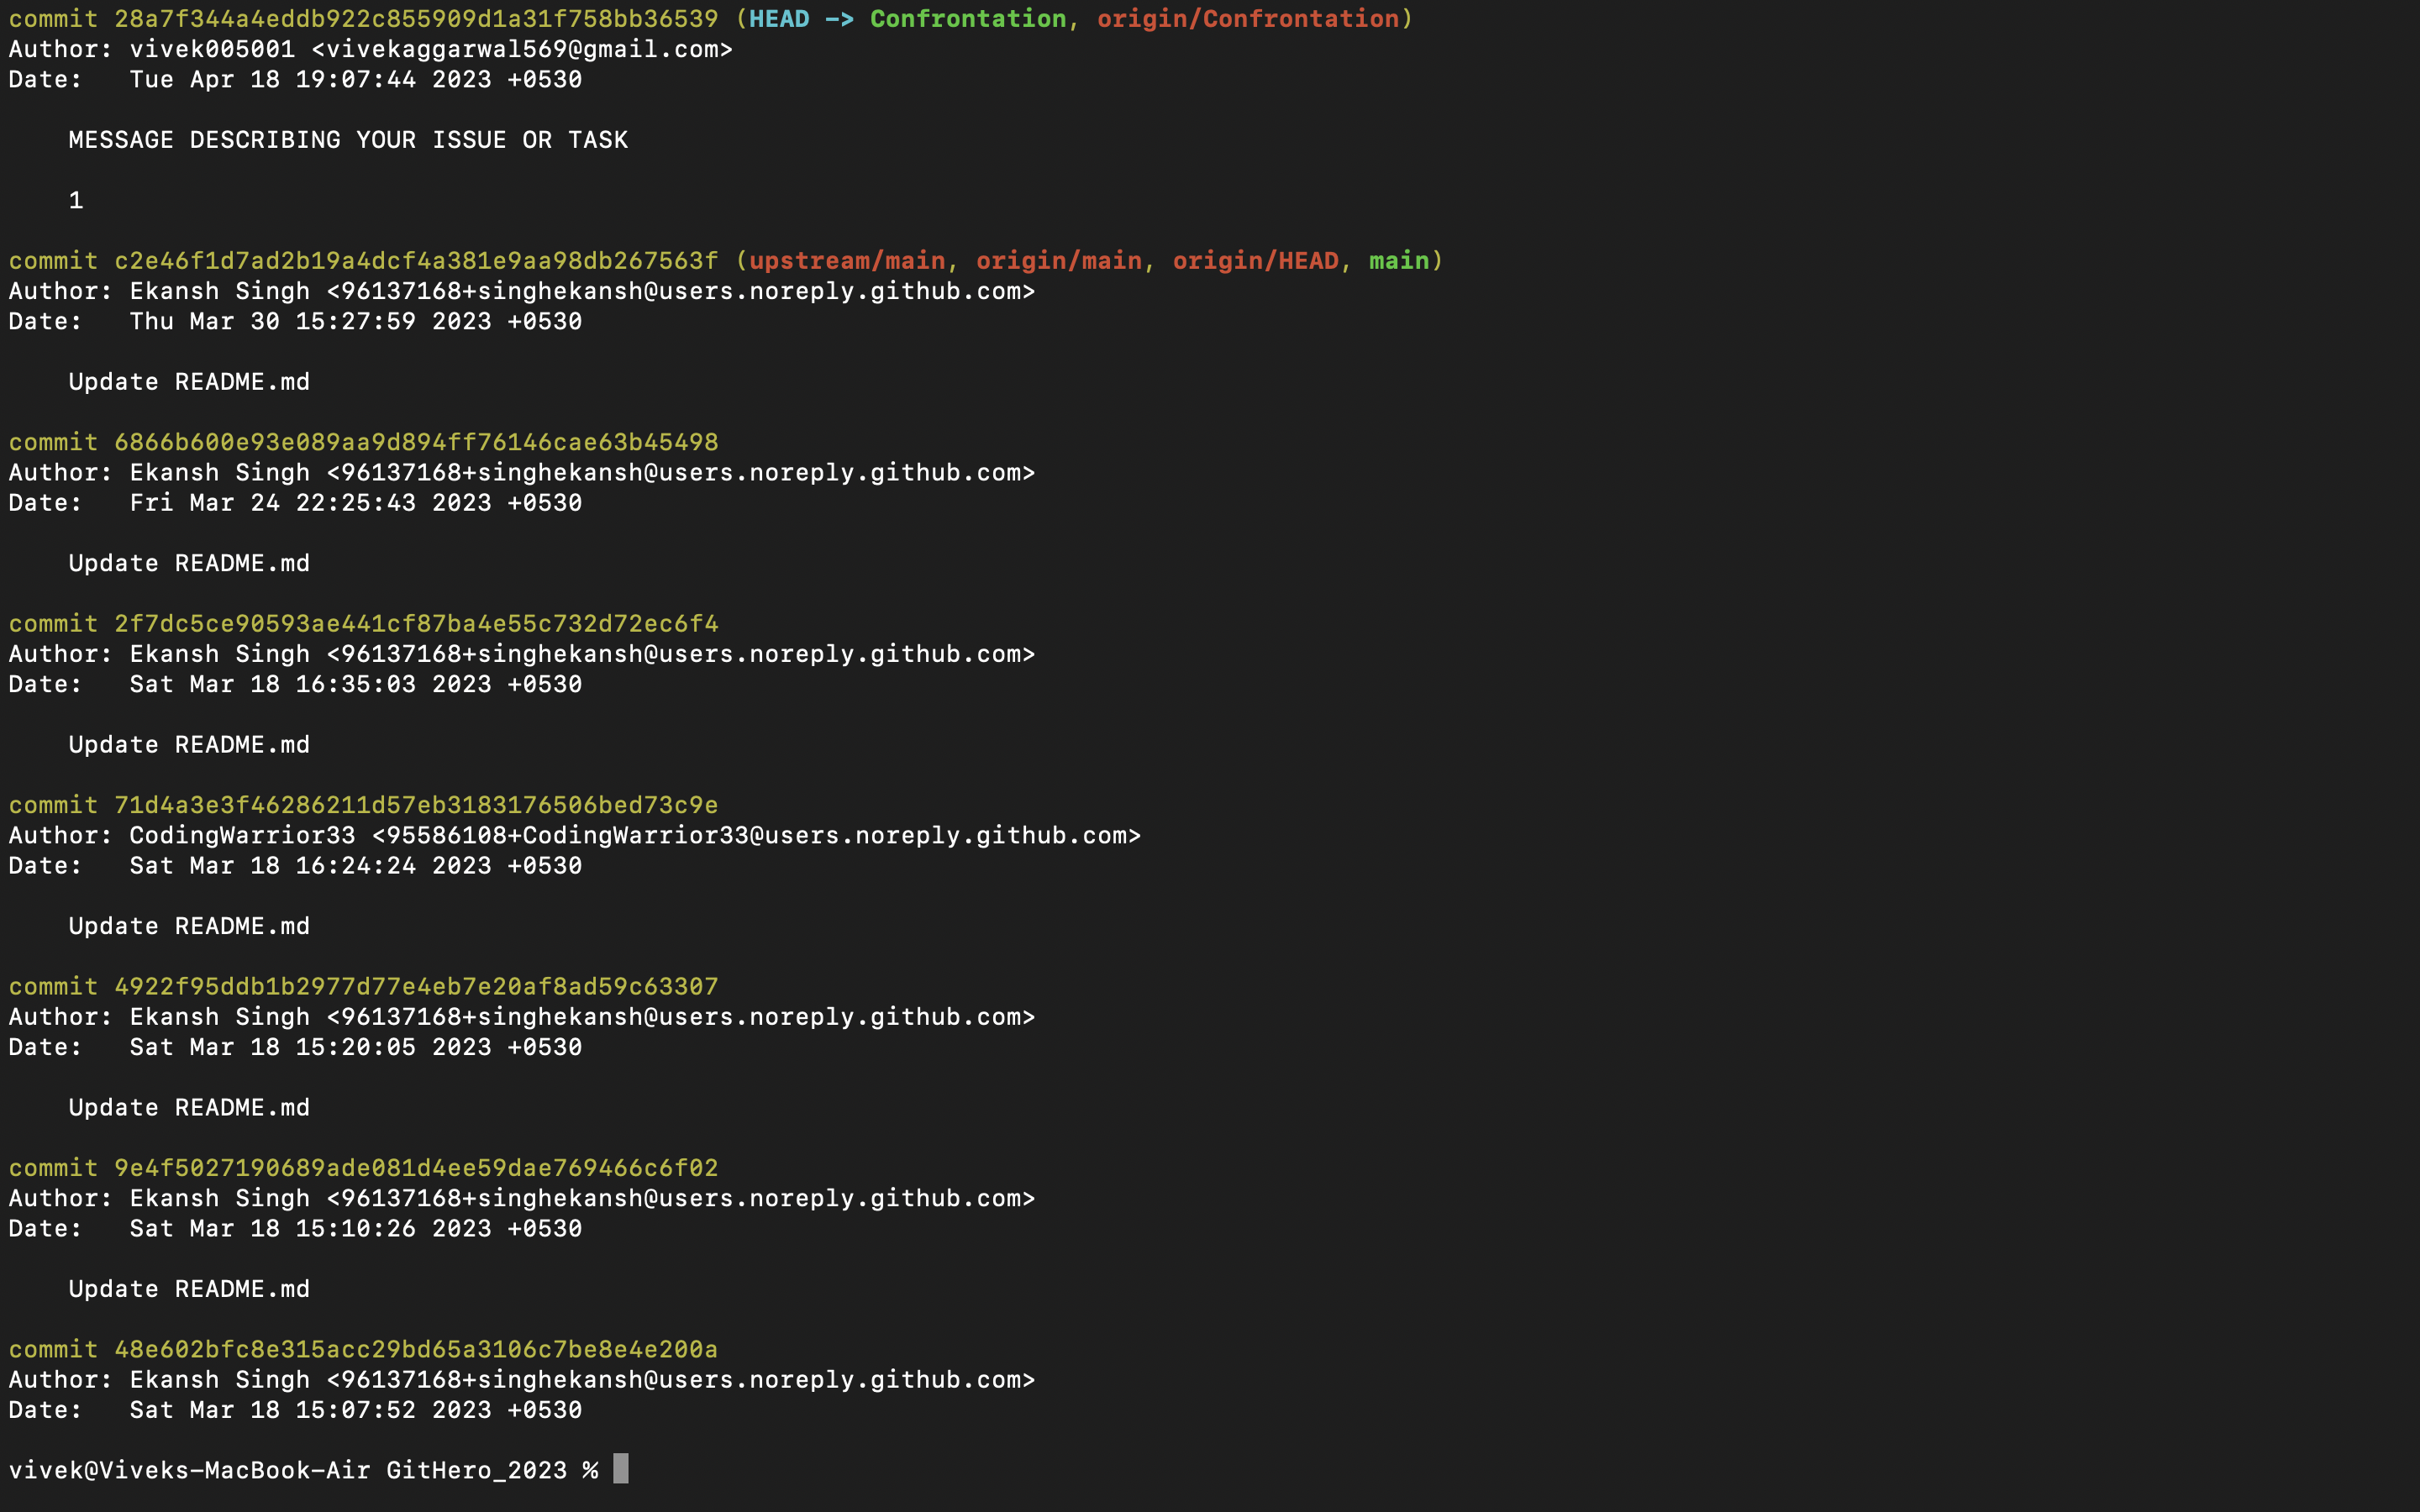 commit 28a7f344a4eddb922c855909d1a31f758bb36539 (HEAD -> Confrontation, origin/Confrontation)
Author: vivek005001 <vivekaggarwal569@gmail.com>
Date:   Tue Apr 18 19:07:44 2023 +0530
MESSAGE DESCRIBING YOUR ISSUE OR TASK
1
commit c2e46f1d7ad2b19a4dcf4a381e9aa98db267563f (upstream/main, origin/main, origin/HEAD, main)
Author: Ekansh Singh <96137168+singhekansh@users.noreply.github.com>
Date:   Thu Mar 30 15:27:59 2023 +0530
Update README.md
commit 6866b600e93e089aa9d894ff76146cae63b45498
Author: Ekansh Singh <96137168+singhekansh@users.noreply.github.com>
Date:   Fri Mar 24 22:25:43 2023 +0530
Update README.md
commit 2f7dc5ce90593ae441cf87ba4e55c732d72ec6f4
Author: Ekansh Singh <96137168+singhekansh@users.noreply.github.com>
Date:   Sat Mar 18 16:35:03 2023 +0530
Update README.md
commit 71d4a3e3f46286211d57eb3183176506bed73c9e
Author: CodingWarrior33 <95586108+CodingWarrior33@users.noreply.github.com>
Date:   Sat Mar 18 16:24:24 2023 +0530
Update README.md
commit 4922f95ddb1b2977d77e4eb7e20af8ad59c63307
Author: Ekansh Singh <96137168+singhekansh@users.noreply.github.com>
Date:   Sat Mar 18 15:20:05 2023 +0530
Update README.md
commit 9e4f5027190689ade081d4ee59dae769466c6f02
Author: Ekansh Singh <96137168+singhekansh@users.noreply.github.com>
Date:   Sat Mar 18 15:10:26 2023 +0530
Update README.md
commit 48e602bfc8e315acc29bd65a3106c7be8e4e200a
Author: Ekansh Singh <96137168+singhekansh@users.noreply.github.com>
Date:   Sat Mar 18 15:07:52 2023 +0530
vivek@Viveks-MacBook-Air GitHero_2023 %